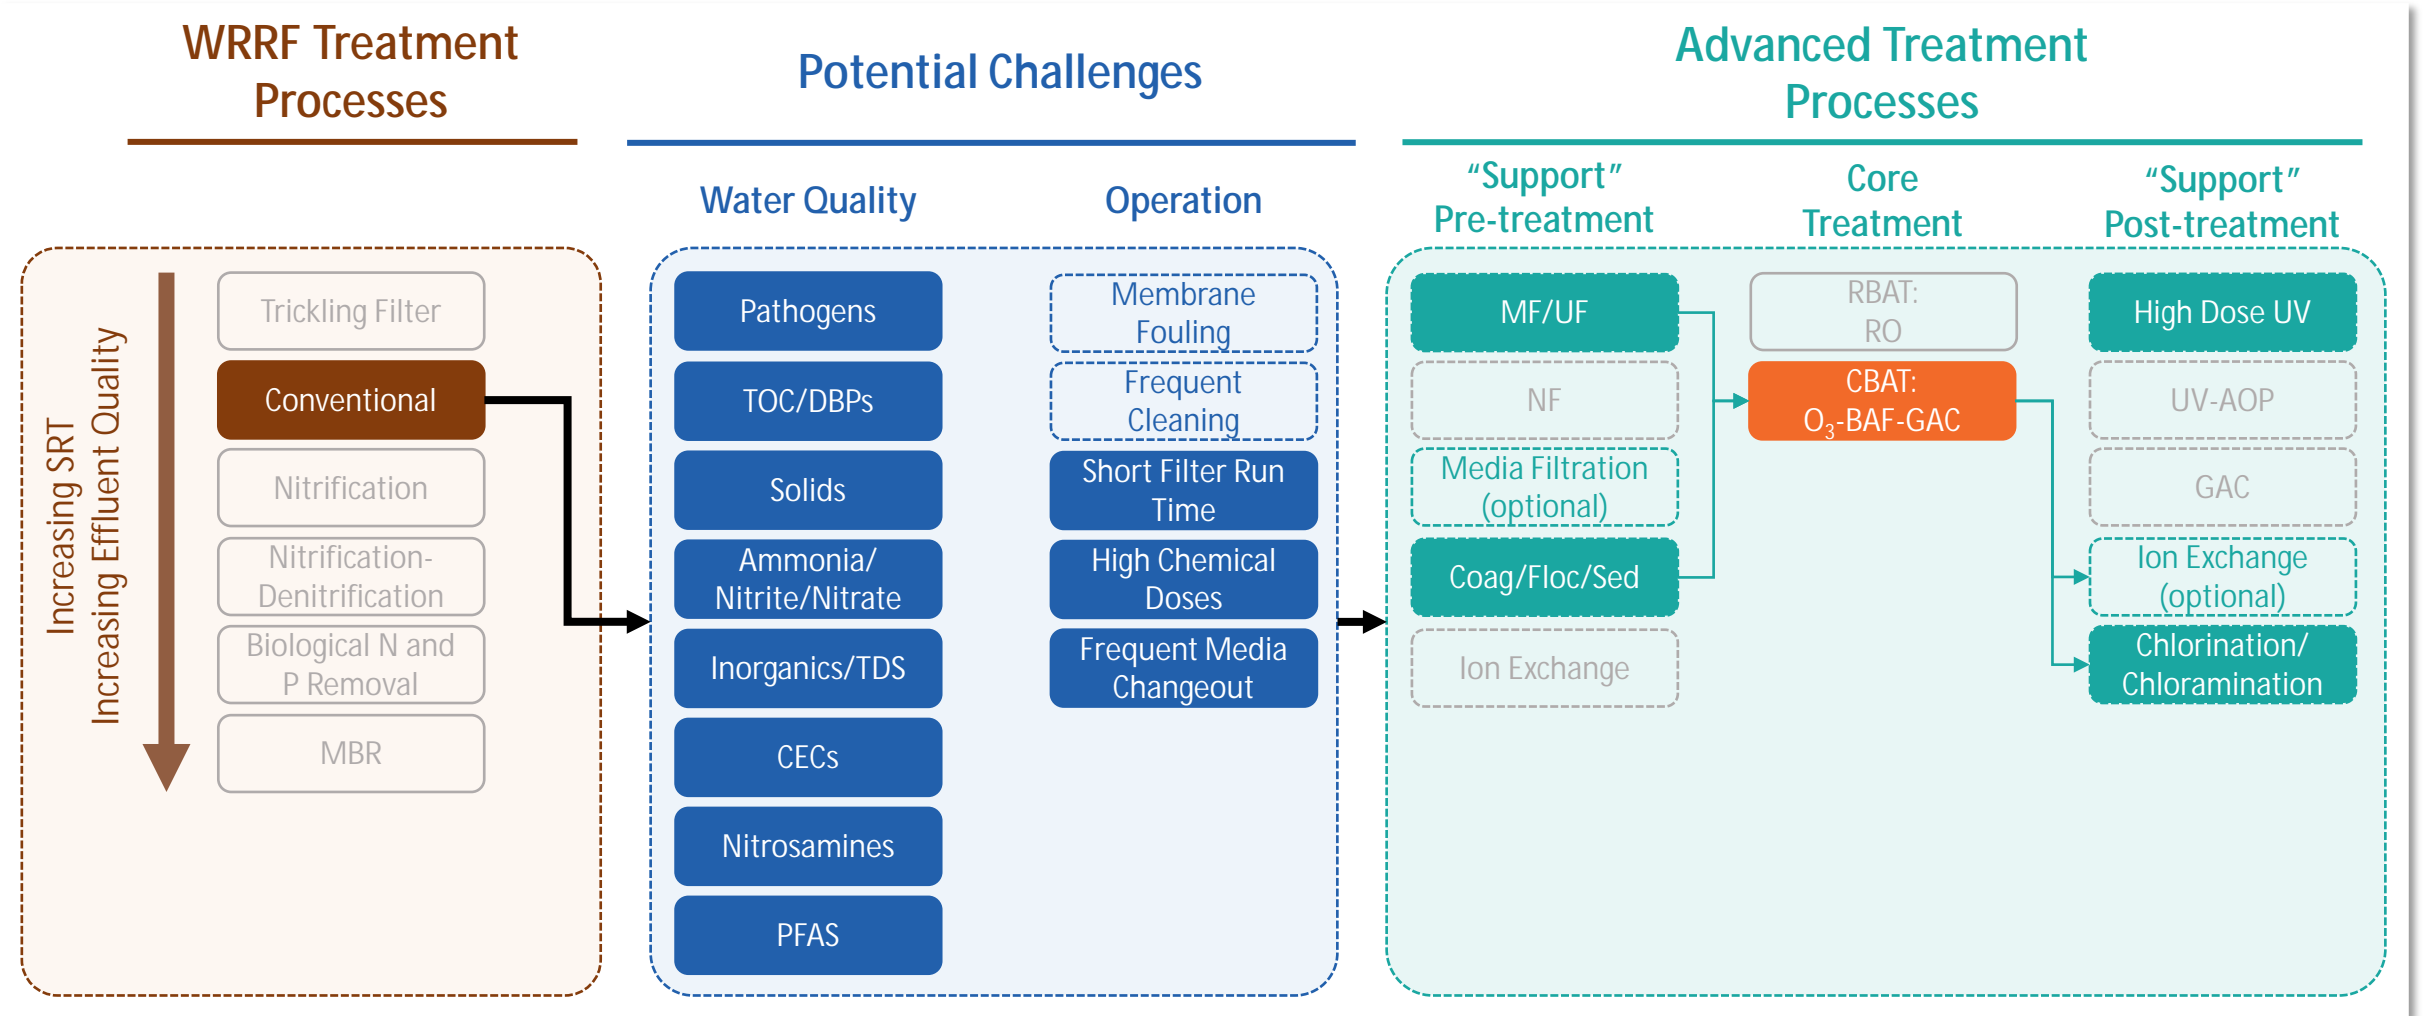 WRRF Treatment
Processes
Potential Challenges
Advanced Treatment
Processes
Water Quality
Operation
“Support”
Pre-treatment
Core
Treatment
“Support”
Post-treatment
Increasing SRT
Increasing Effluent Quality
Trickling Filter
Conventional
Nitrification
Nitrification-
Denitrification
Biological N and
P Removal
MBR
Pathogens
TOC/DBPs
Solids
Ammonia/
Nitrite/Nitrate
Inorganics/TDS
CECs
Nitrosamines
PFAS
Membrane
Fouling
Frequent
Cleaning
Short Filter Run
Time
High Chemical
Doses
Frequent Media
Changeout
MF/UF
NF
Media Filtration
(optional)
Coag/Floc/Sed
Ion Exchange
RBAT:
RO
CBAT:
O₃-BAF-GAC
High Dose UV
UV-AOP
GAC
Ion Exchange
(optional)
Chlorination/
Chloramination